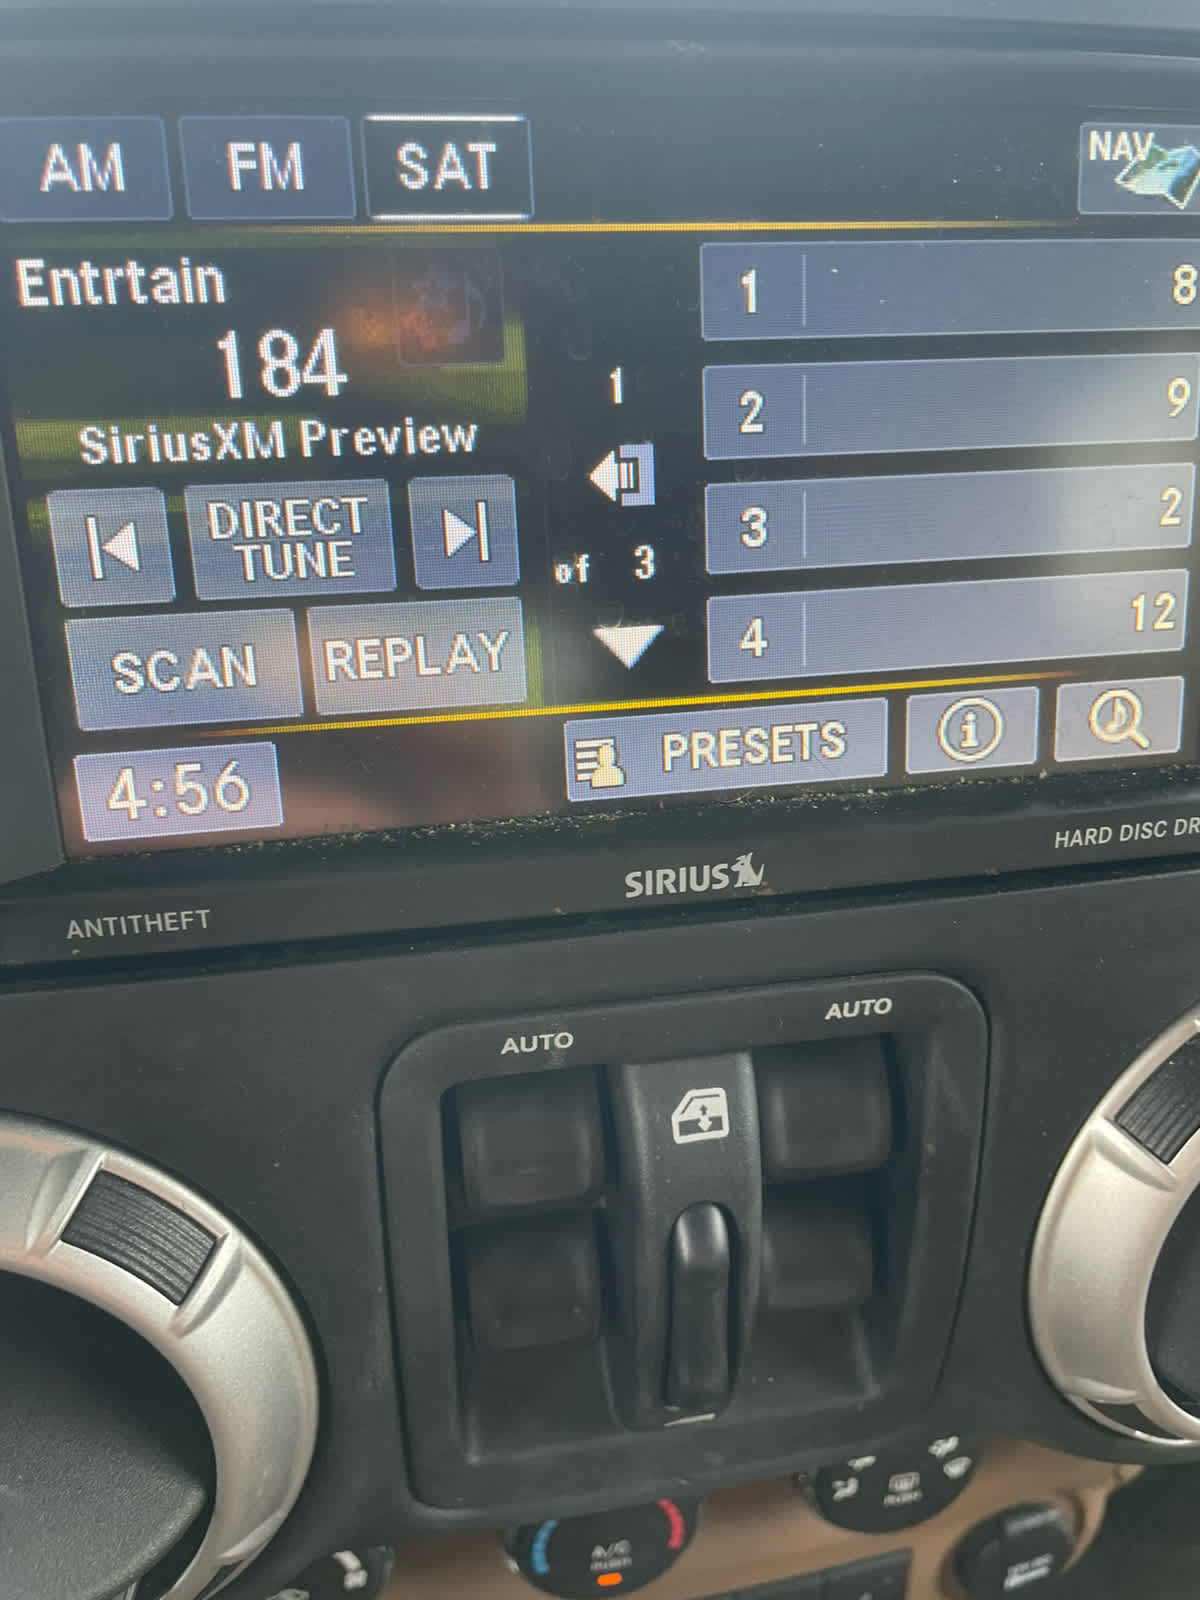 AM FM SAT NAV
Entrtain
184
SiriusXM Preview
DIRECT
TUNE
SCAN REPLAY
4:56
1
of 3
1 8
2 9
3 2
4 12
PRESETS
HARD DISC DR
SIRIUS
ANTITHEFT
AUTO AUTO
A/C
PUSH